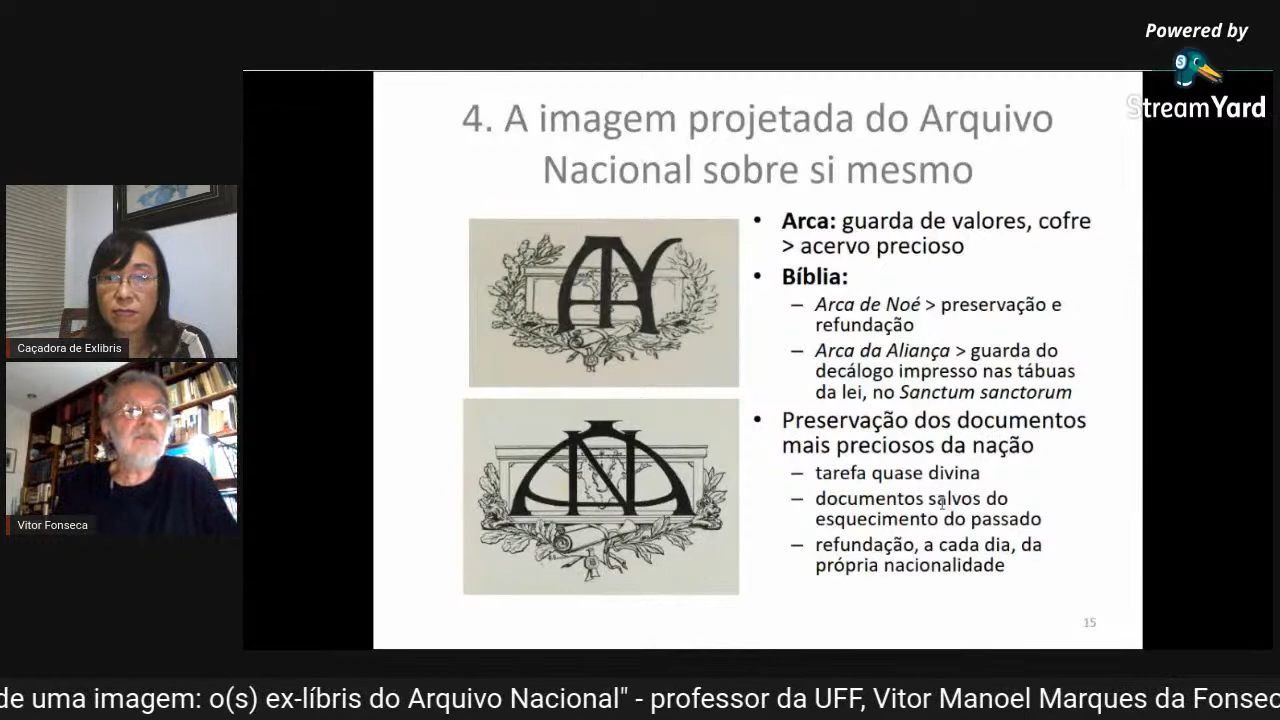 Powered by
StreamYard
4. A imagem projetada do Arquivo
Nacional sobre si mesmo
• Arca: guarda de valores, cofre
> acervo precioso
• Bíblia:
– Arca de Noé > preservação e
refundação
– Arca da Aliança > guarda do
decálogo impresso nas tábuas
da lei, no Sanctum sanctorum
• Preservação dos documentos
mais preciosos da nação
– tarefa quase divina
– documentos salvos do
esquecimento do passado
– refundação, a cada dia, da
própria nacionalidade
15
Caçadora de Exlibris
Vitor Fonseca
de uma imagem: o(s) ex-líbris do Arquivo Nacional" - professor da UFF, Vitor Manoel Marques da Fonsec